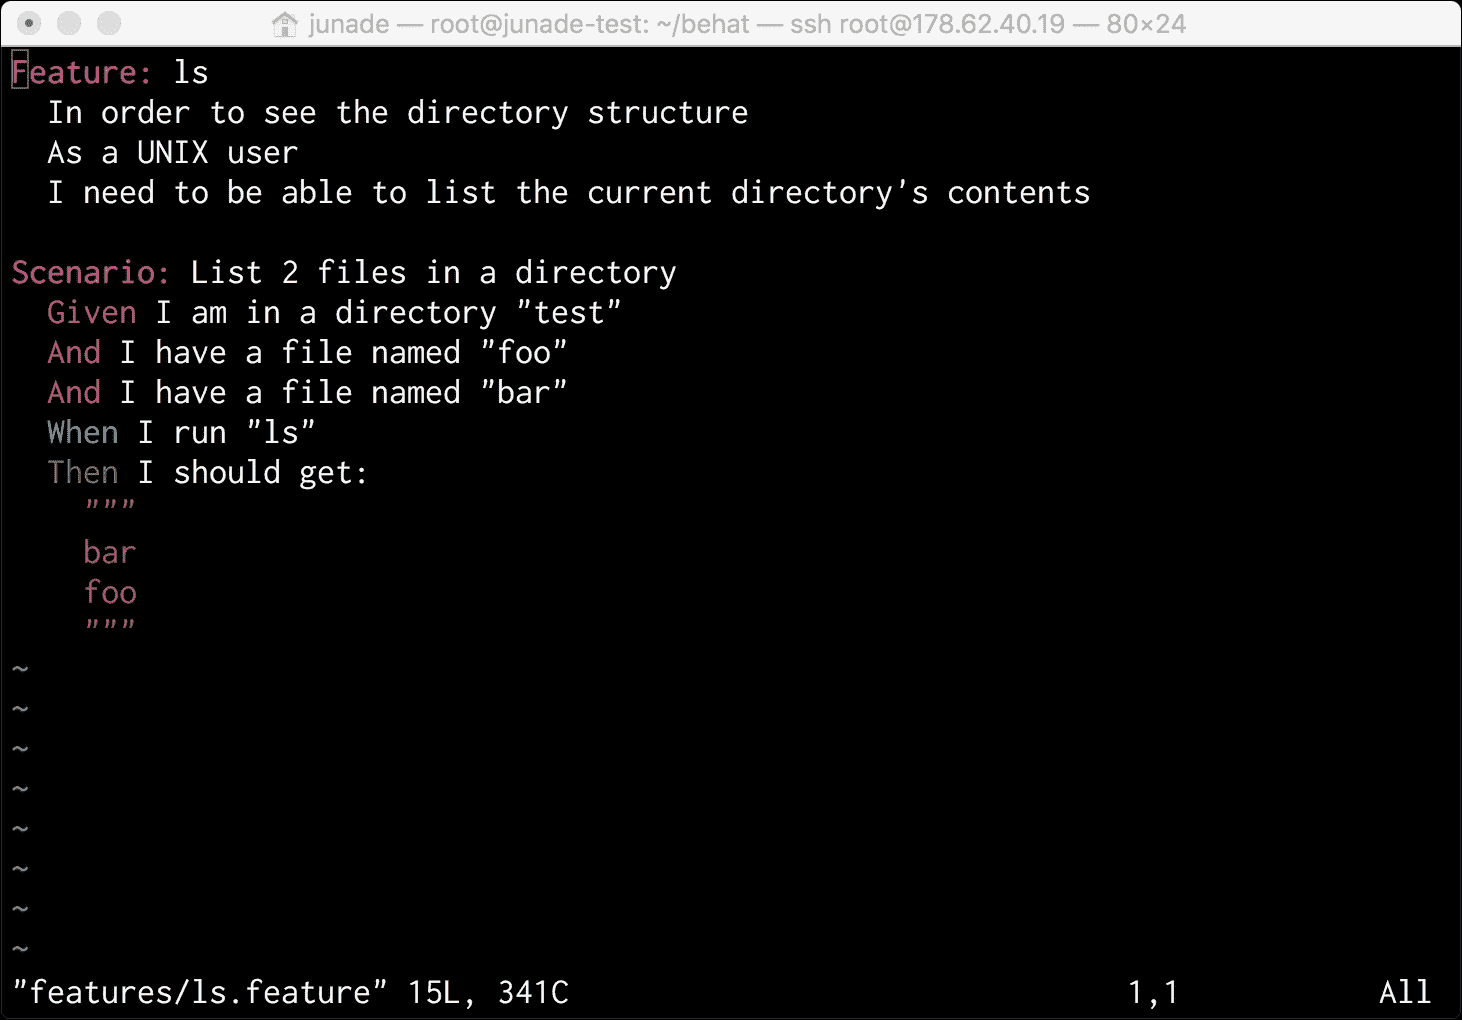 junade — root@junade-test: ~/behat — ssh root@178.62.40.19 — 80×24
Feature: ls
  In order to see the directory structure
  As a UNIX user
  I need to be able to list the current directory's contents

Scenario: List 2 files in a directory
  Given I am in a directory "test"
  And I have a file named "foo"
  And I have a file named "bar"
  When I run "ls"
  Then I should get:
    """
    bar
    foo
    """
~
~
~
~
~
~
~
~
"features/ls.feature" 15L, 341C 1,1 All